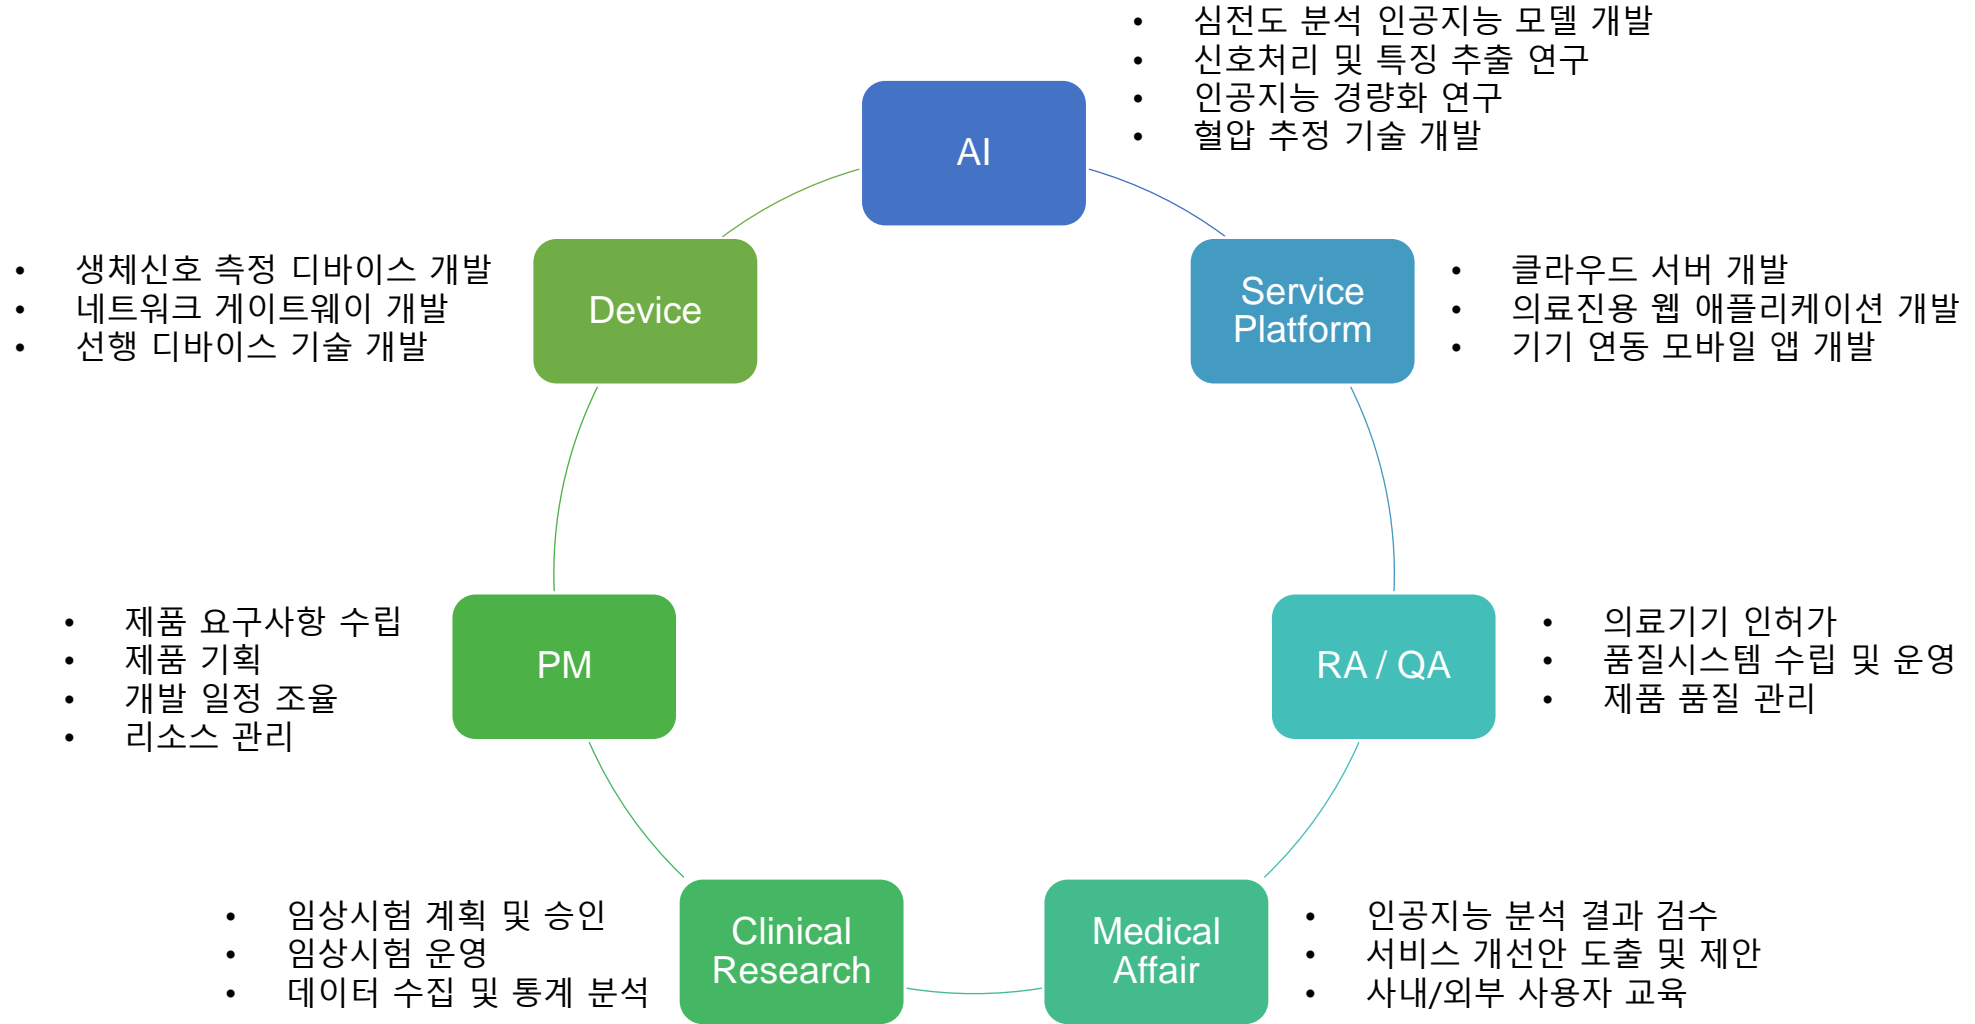 • 심전도 분석 인공지능 모델 개발
• 신호처리 및 특징 추출 연구
• 인공지능 경량화 연구
• 혈압 추정 기술 개발
AI
• 생체신호 측정 디바이스 개발
• 네트워크 게이트웨이 개발
• 선행 디바이스 기술 개발
Device
Service
Platform
• 클라우드 서버 개발
• 의료진용 웹 애플리케이션 개발
• 기기 연동 모바일 앱 개발
• 제품 요구사항 수립
• 제품 기획
• 개발 일정 조율
• 리소스 관리
PM
RA / QA
• 의료기기 인허가
• 품질시스템 수립 및 운영
• 제품 품질 관리
• 임상시험 계획 및 승인
• 임상시험 운영
• 데이터 수집 및 통계 분석
Clinical
Research
Medical
Affair
• 인공지능 분석 결과 검수
• 서비스 개선안 도출 및 제안
• 사내/외부 사용자 교육